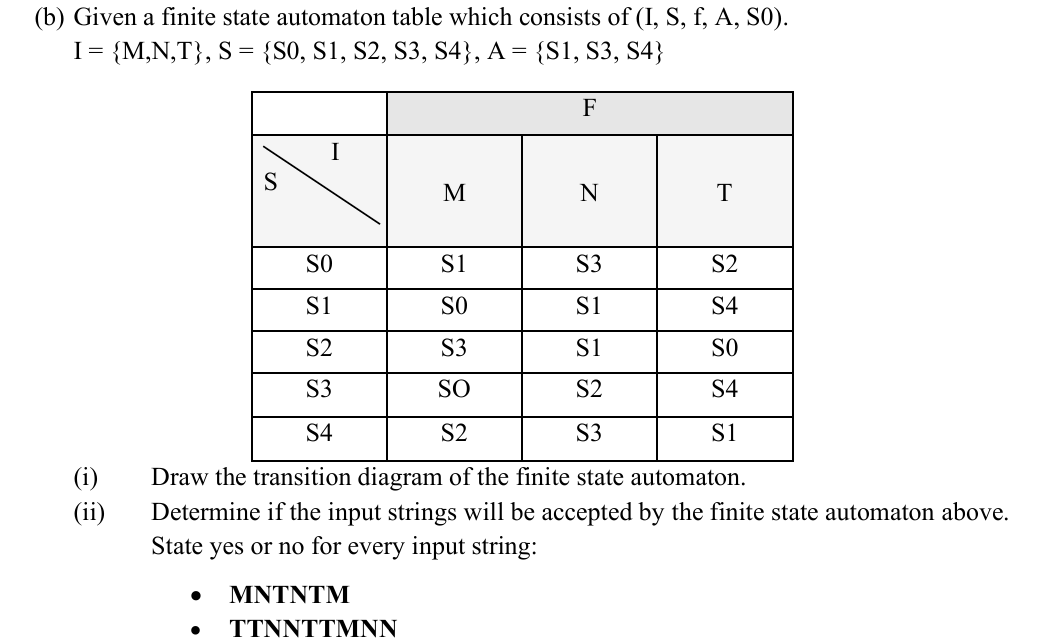 (b) Given a finite state automaton table which consists of (I, S, f, A, S0).
I = {M,N,T}, S = {S0, S1, S2, S3, S4}, A = {S1, S3, S4}
F
I
S
M N T
S0 S1 S3 S2
S1 S0 S1 S4
S2 S3 S1 S0
S3 SO S2 S4
S4 S2 S3 S1
(i) Draw the transition diagram of the finite state automaton.
(ii) Determine if the input strings will be accepted by the finite state automaton above.
State yes or no for every input string:
• MNTNTM
• TTNNTTMNN